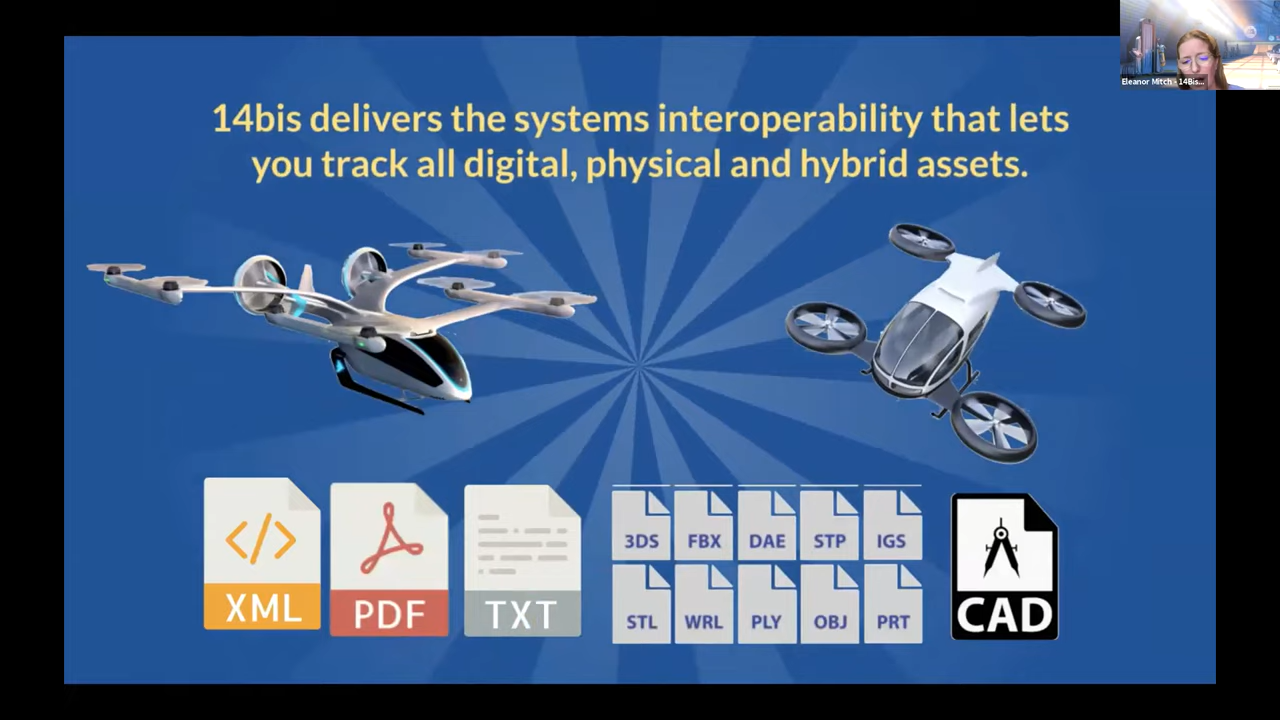 14bis delivers the systems interoperability that lets
you track all digital, physical and hybrid assets.
Eleanor Mitch - 14Bis...
XML
PDF
TXT
3DS FBX DAE STP IGS
STL WRL PLY OBJ PRT
CAD